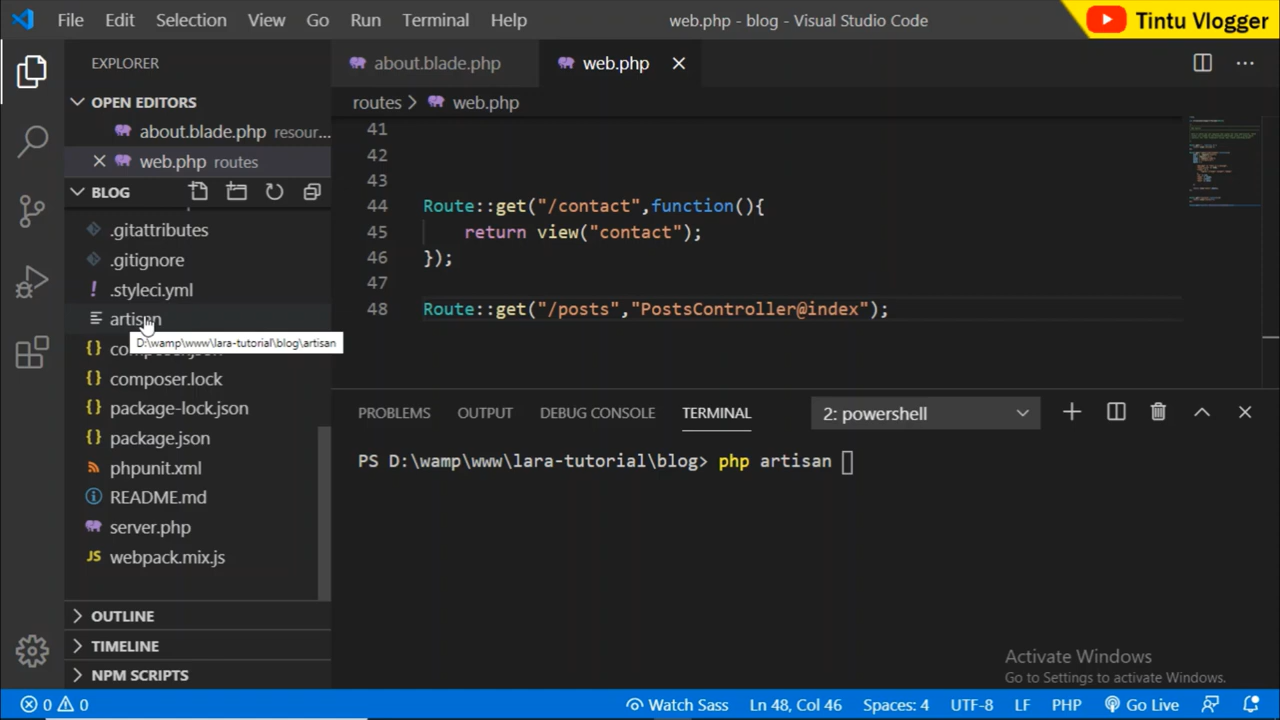 File Edit Selection View Go Run Terminal Help
web.php - blog - Visual Studio Code
Tintu Vlogger
EXPLORER
OPEN EDITORS
about.blade.php resour...
web.php routes
BLOG
.gitattributes
.gitignore
.styleci.yml
artisan
D:\wamp\www\lara-tutorial\blog\artisan
composer.json
composer.lock
package-lock.json
package.json
phpunit.xml
README.md
server.php
webpack.mix.js
OUTLINE
TIMELINE
NPM SCRIPTS
about.blade.php web.php
routes > web.php
41
42
43
44 Route::get("/contact",function(){
45 return view("contact");
46 });
47
48 Route::get("/posts","PostsController@index");
PROBLEMS OUTPUT DEBUG CONSOLE TERMINAL 2: powershell
PS D:\wamp\www\lara-tutorial\blog> php artisan
Activate Windows
Go to Settings to activate Windows.
0 0 Watch Sass Ln 48, Col 46 Spaces: 4 UTF-8 LF PHP Go Live